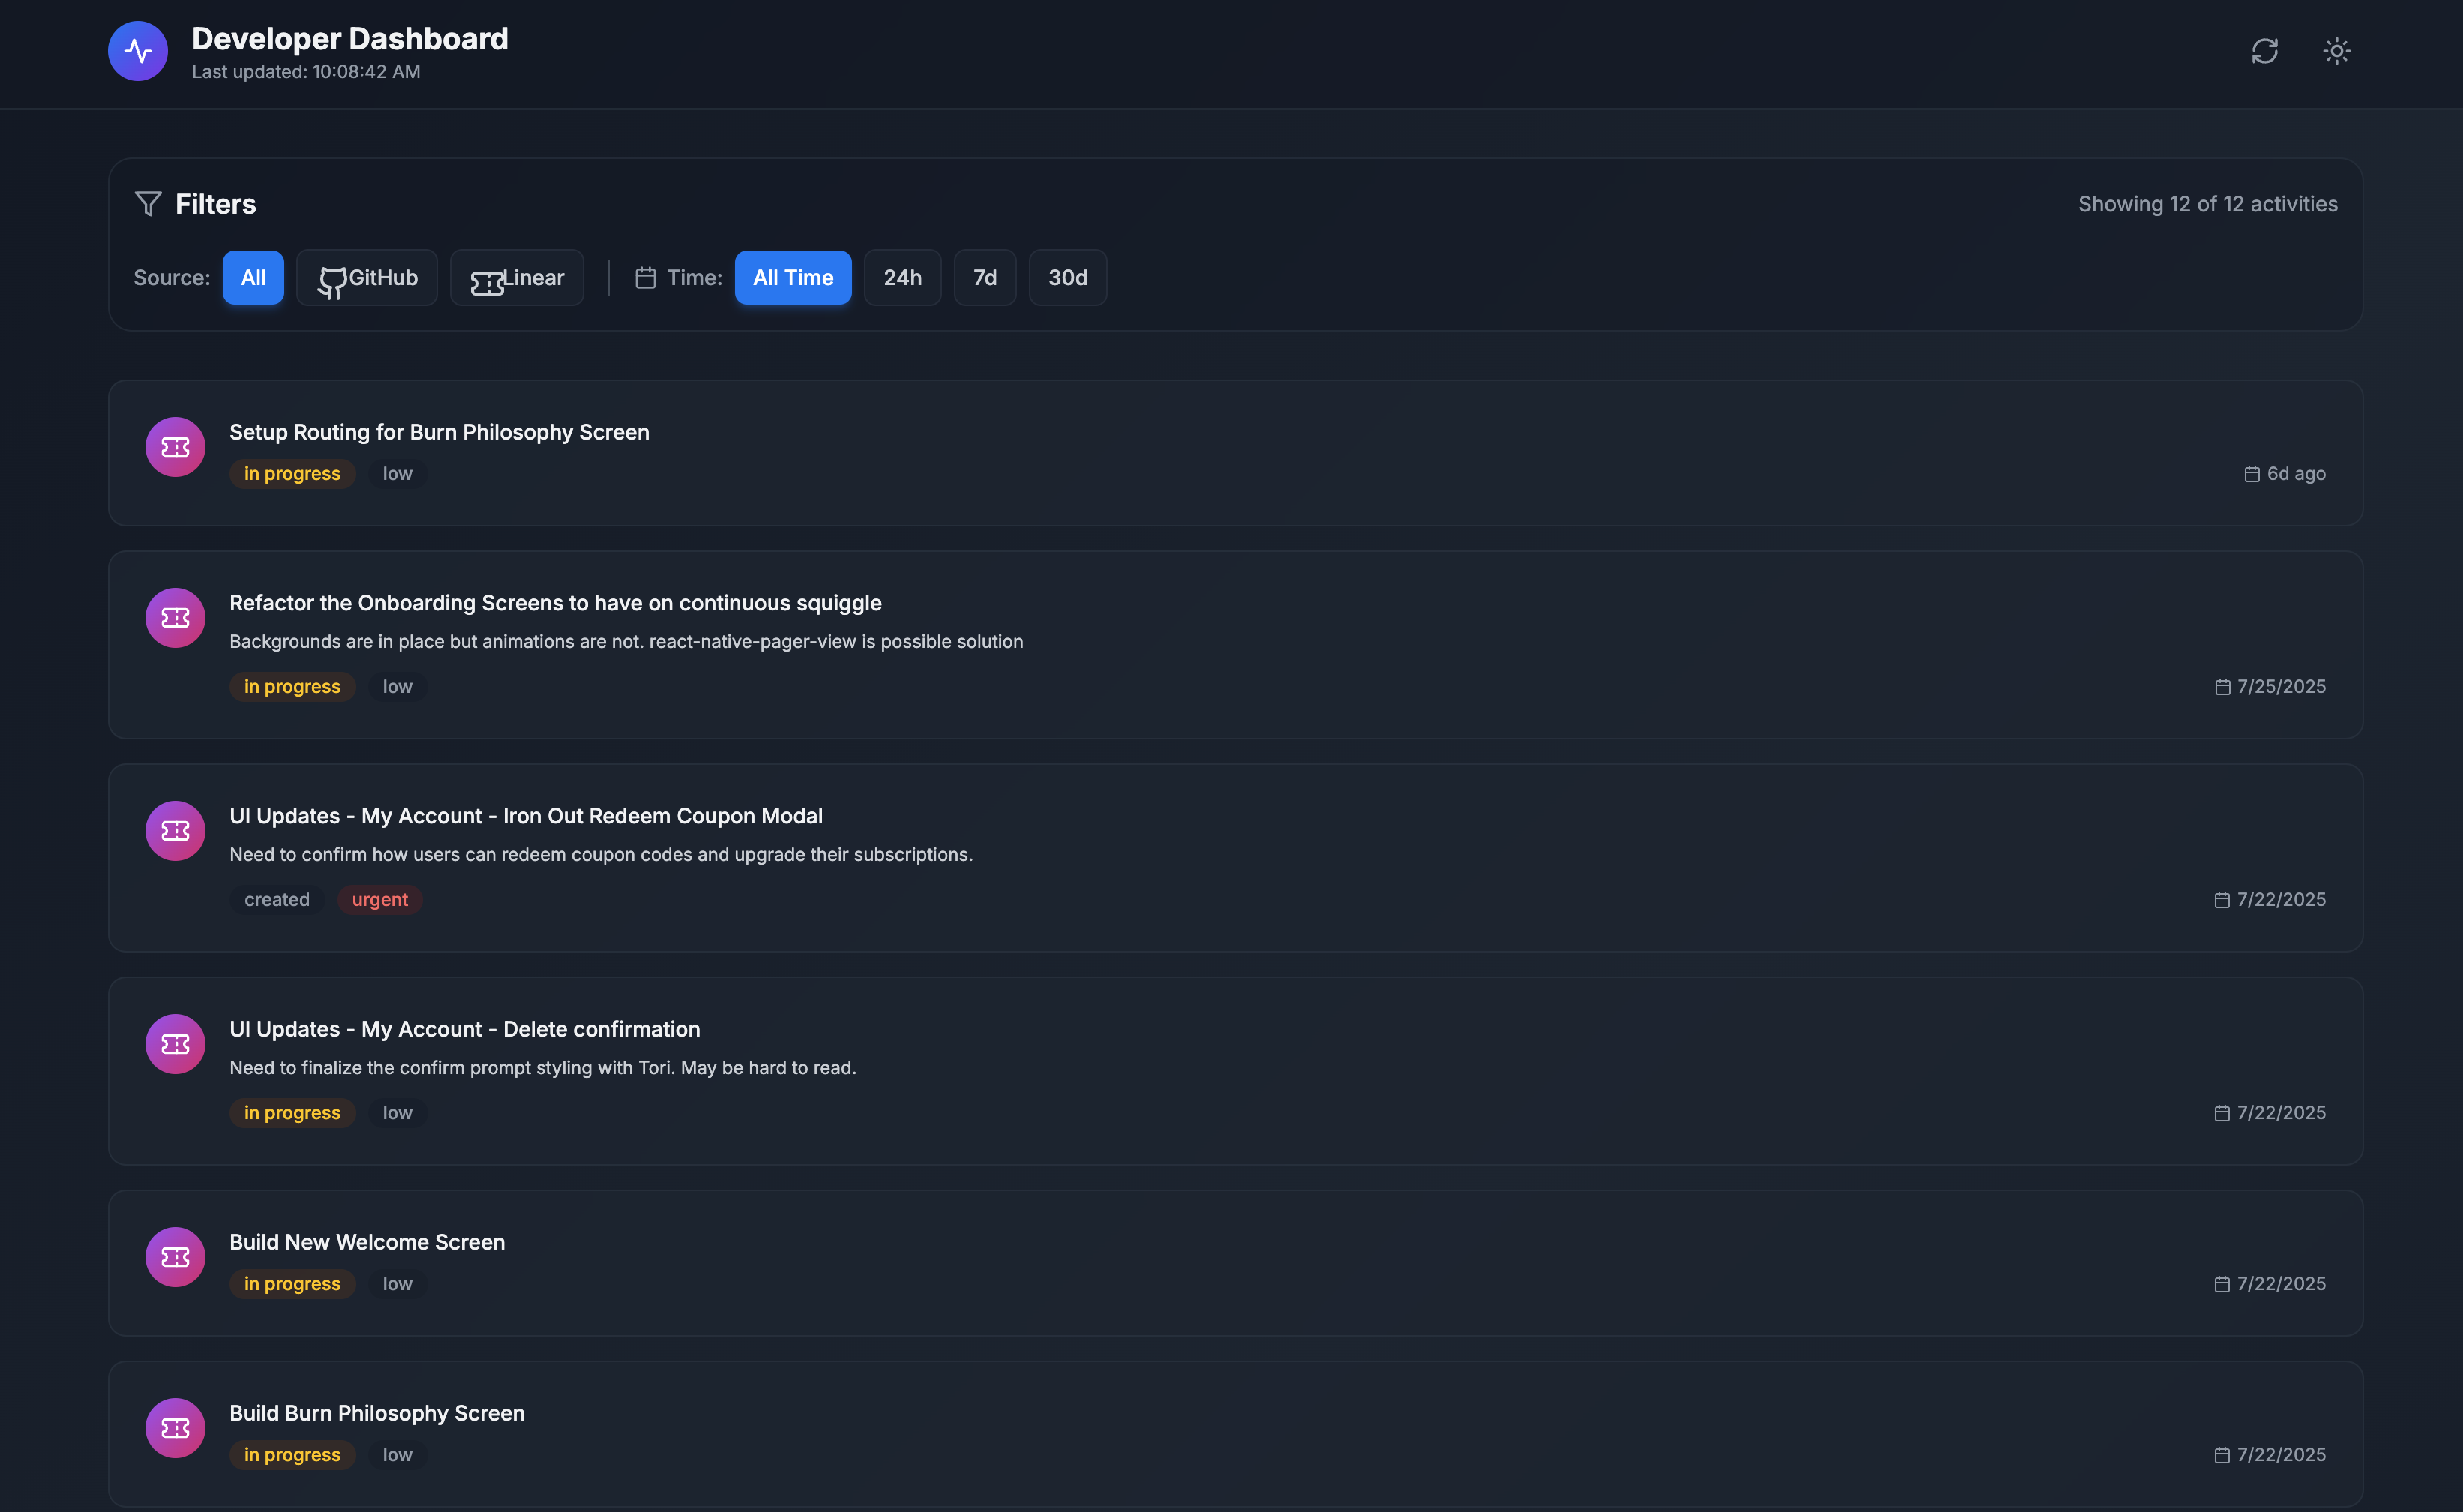 Developer Dashboard
Last updated: 10:08:42 AM
Filters
Showing 12 of 12 activities
Source: All GitHub Linear Time: All Time 24h 7d 30d
Setup Routing for Burn Philosophy Screen
in progress low 6d ago
Refactor the Onboarding Screens to have on continuous squiggle
Backgrounds are in place but animations are not. react-native-pager-view is possible solution
in progress low 7/25/2025
UI Updates - My Account - Iron Out Redeem Coupon Modal
Need to confirm how users can redeem coupon codes and upgrade their subscriptions.
created urgent 7/22/2025
UI Updates - My Account - Delete confirmation
Need to finalize the confirm prompt styling with Tori. May be hard to read.
in progress low 7/22/2025
Build New Welcome Screen
in progress low 7/22/2025
Build Burn Philosophy Screen
in progress low 7/22/2025